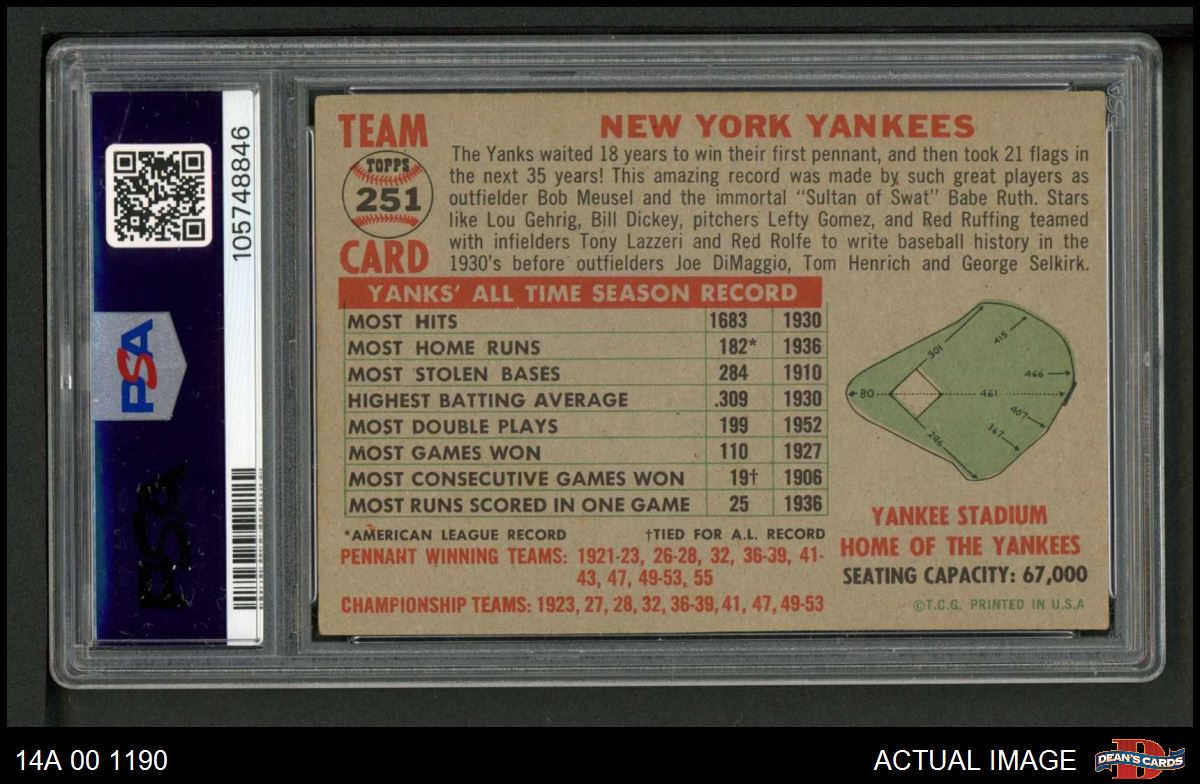 PSA
105748846
PSA
TEAM
TOPPS
251
CARD
NEW YORK YANKEES
The Yanks waited 18 years to win their first pennant, and then took 21 flags in
the next 35 years! This amazing record was made by such great players as
outfielder Bob Meusel and the immortal "Sultan of Swat" Babe Ruth. Stars
like Lou Gehrig, Bill Dickey, pitchers Lefty Gomez, and Red Ruffing teamed
with infielders Tony Lazzeri and Red Rolfe to write baseball history in the
1930's before outfielders Joe DiMaggio, Tom Henrich and George Selkirk.
YANKS' ALL TIME SEASON RECORD
MOST HITS 1683 1930
MOST HOME RUNS 182* 1936
MOST STOLEN BASES 284 1910
HIGHEST BATTING AVERAGE .309 1930
MOST DOUBLE PLAYS 199 1952
MOST GAMES WON 110 1927
MOST CONSECUTIVE GAMES WON 19† 1906
MOST RUNS SCORED IN ONE GAME 25 1936
*AMERICAN LEAGUE RECORD †TIED FOR A.L. RECORD
PENNANT WINNING TEAMS: 1921-23, 26-28, 32, 36-39, 41-
43, 47, 49-53, 55
CHAMPIONSHIP TEAMS: 1923, 27, 28, 32, 36-39, 41, 47, 49-53
301
415
466
80
461
407
367
296
YANKEE STADIUM
HOME OF THE YANKEES
SEATING CAPACITY: 67,000
©T.C.G. PRINTED IN U.S.A
14A 00 1190
ACTUAL IMAGE
D
DEAN'S CARDS